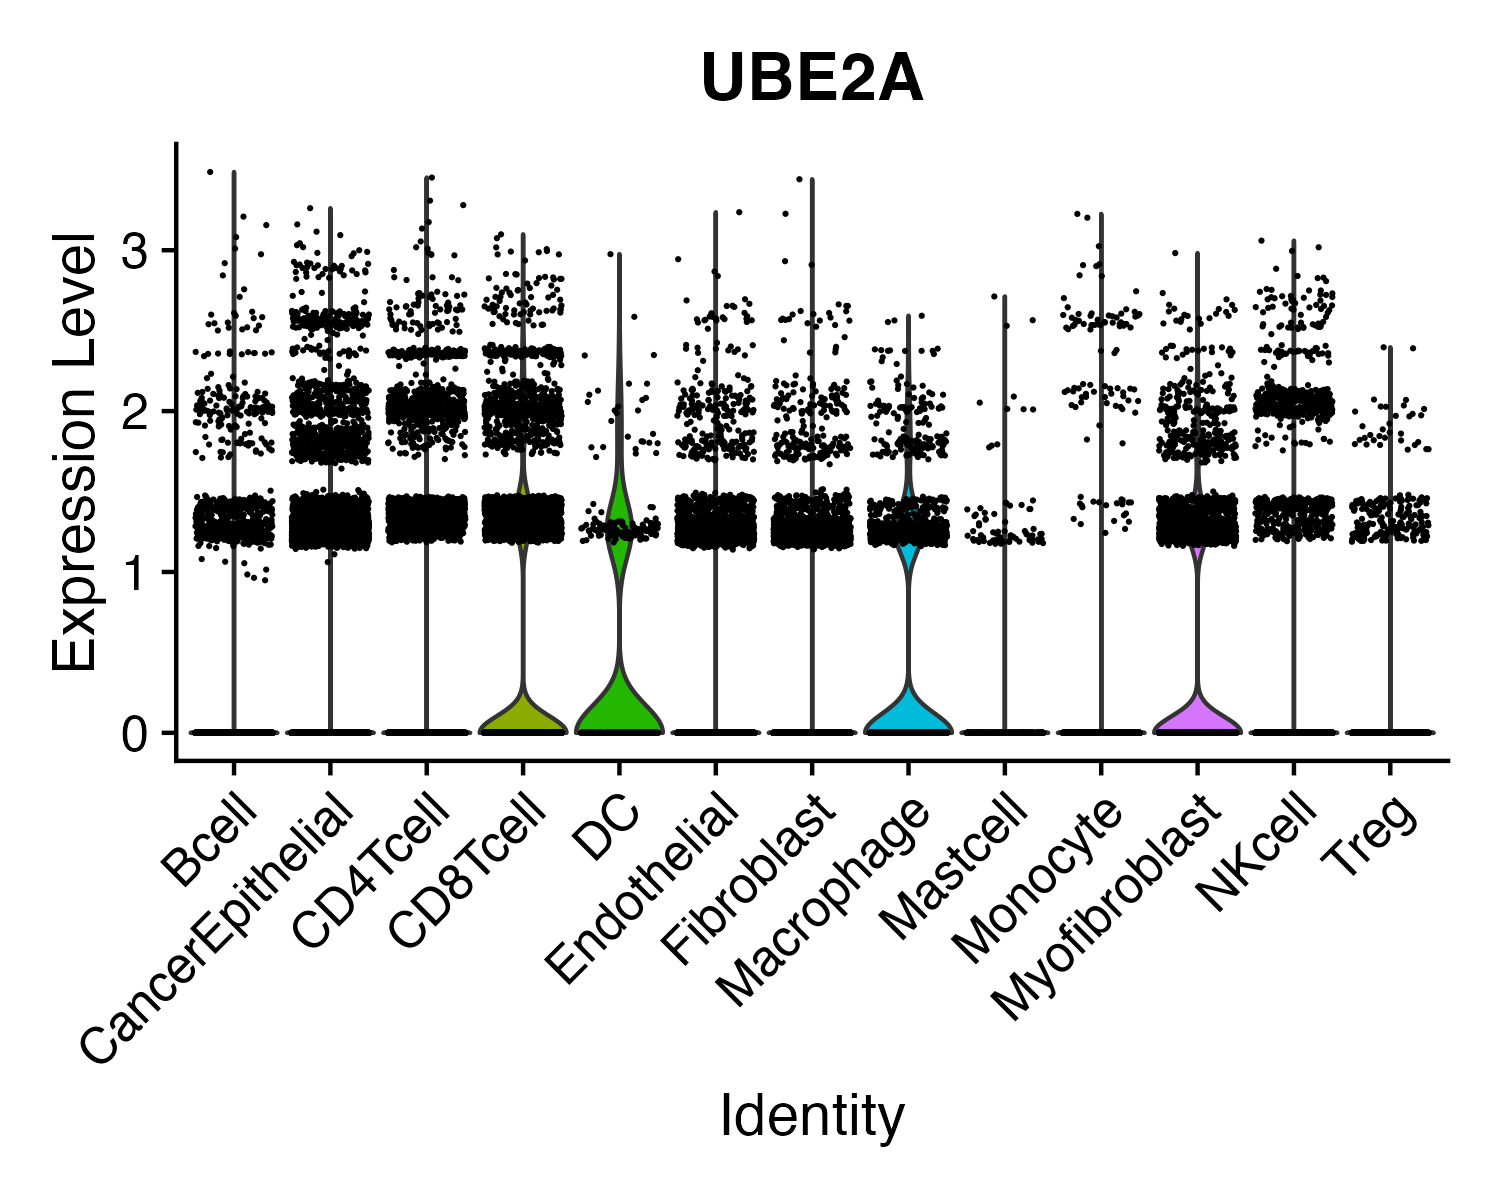 UBE2A
Expression Level
3
2
1
0
Bcell
CancerEpithelial
CD4Tcell
CD8Tcell
DC
Endothelial
Fibroblast
Macrophage
Mastcell
Monocyte
Myofibroblast
NKcell
Treg
Identity